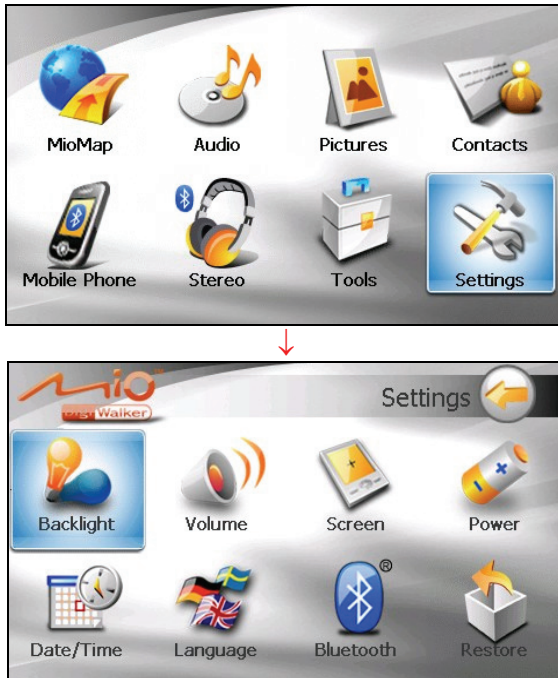 MioMap Audio Pictures Contacts
Mobile Phone Stereo Tools Settings
Mio
DigiWalker
Settings
Backlight Volume Screen Power
Date/Time Language Bluetooth ® Restore